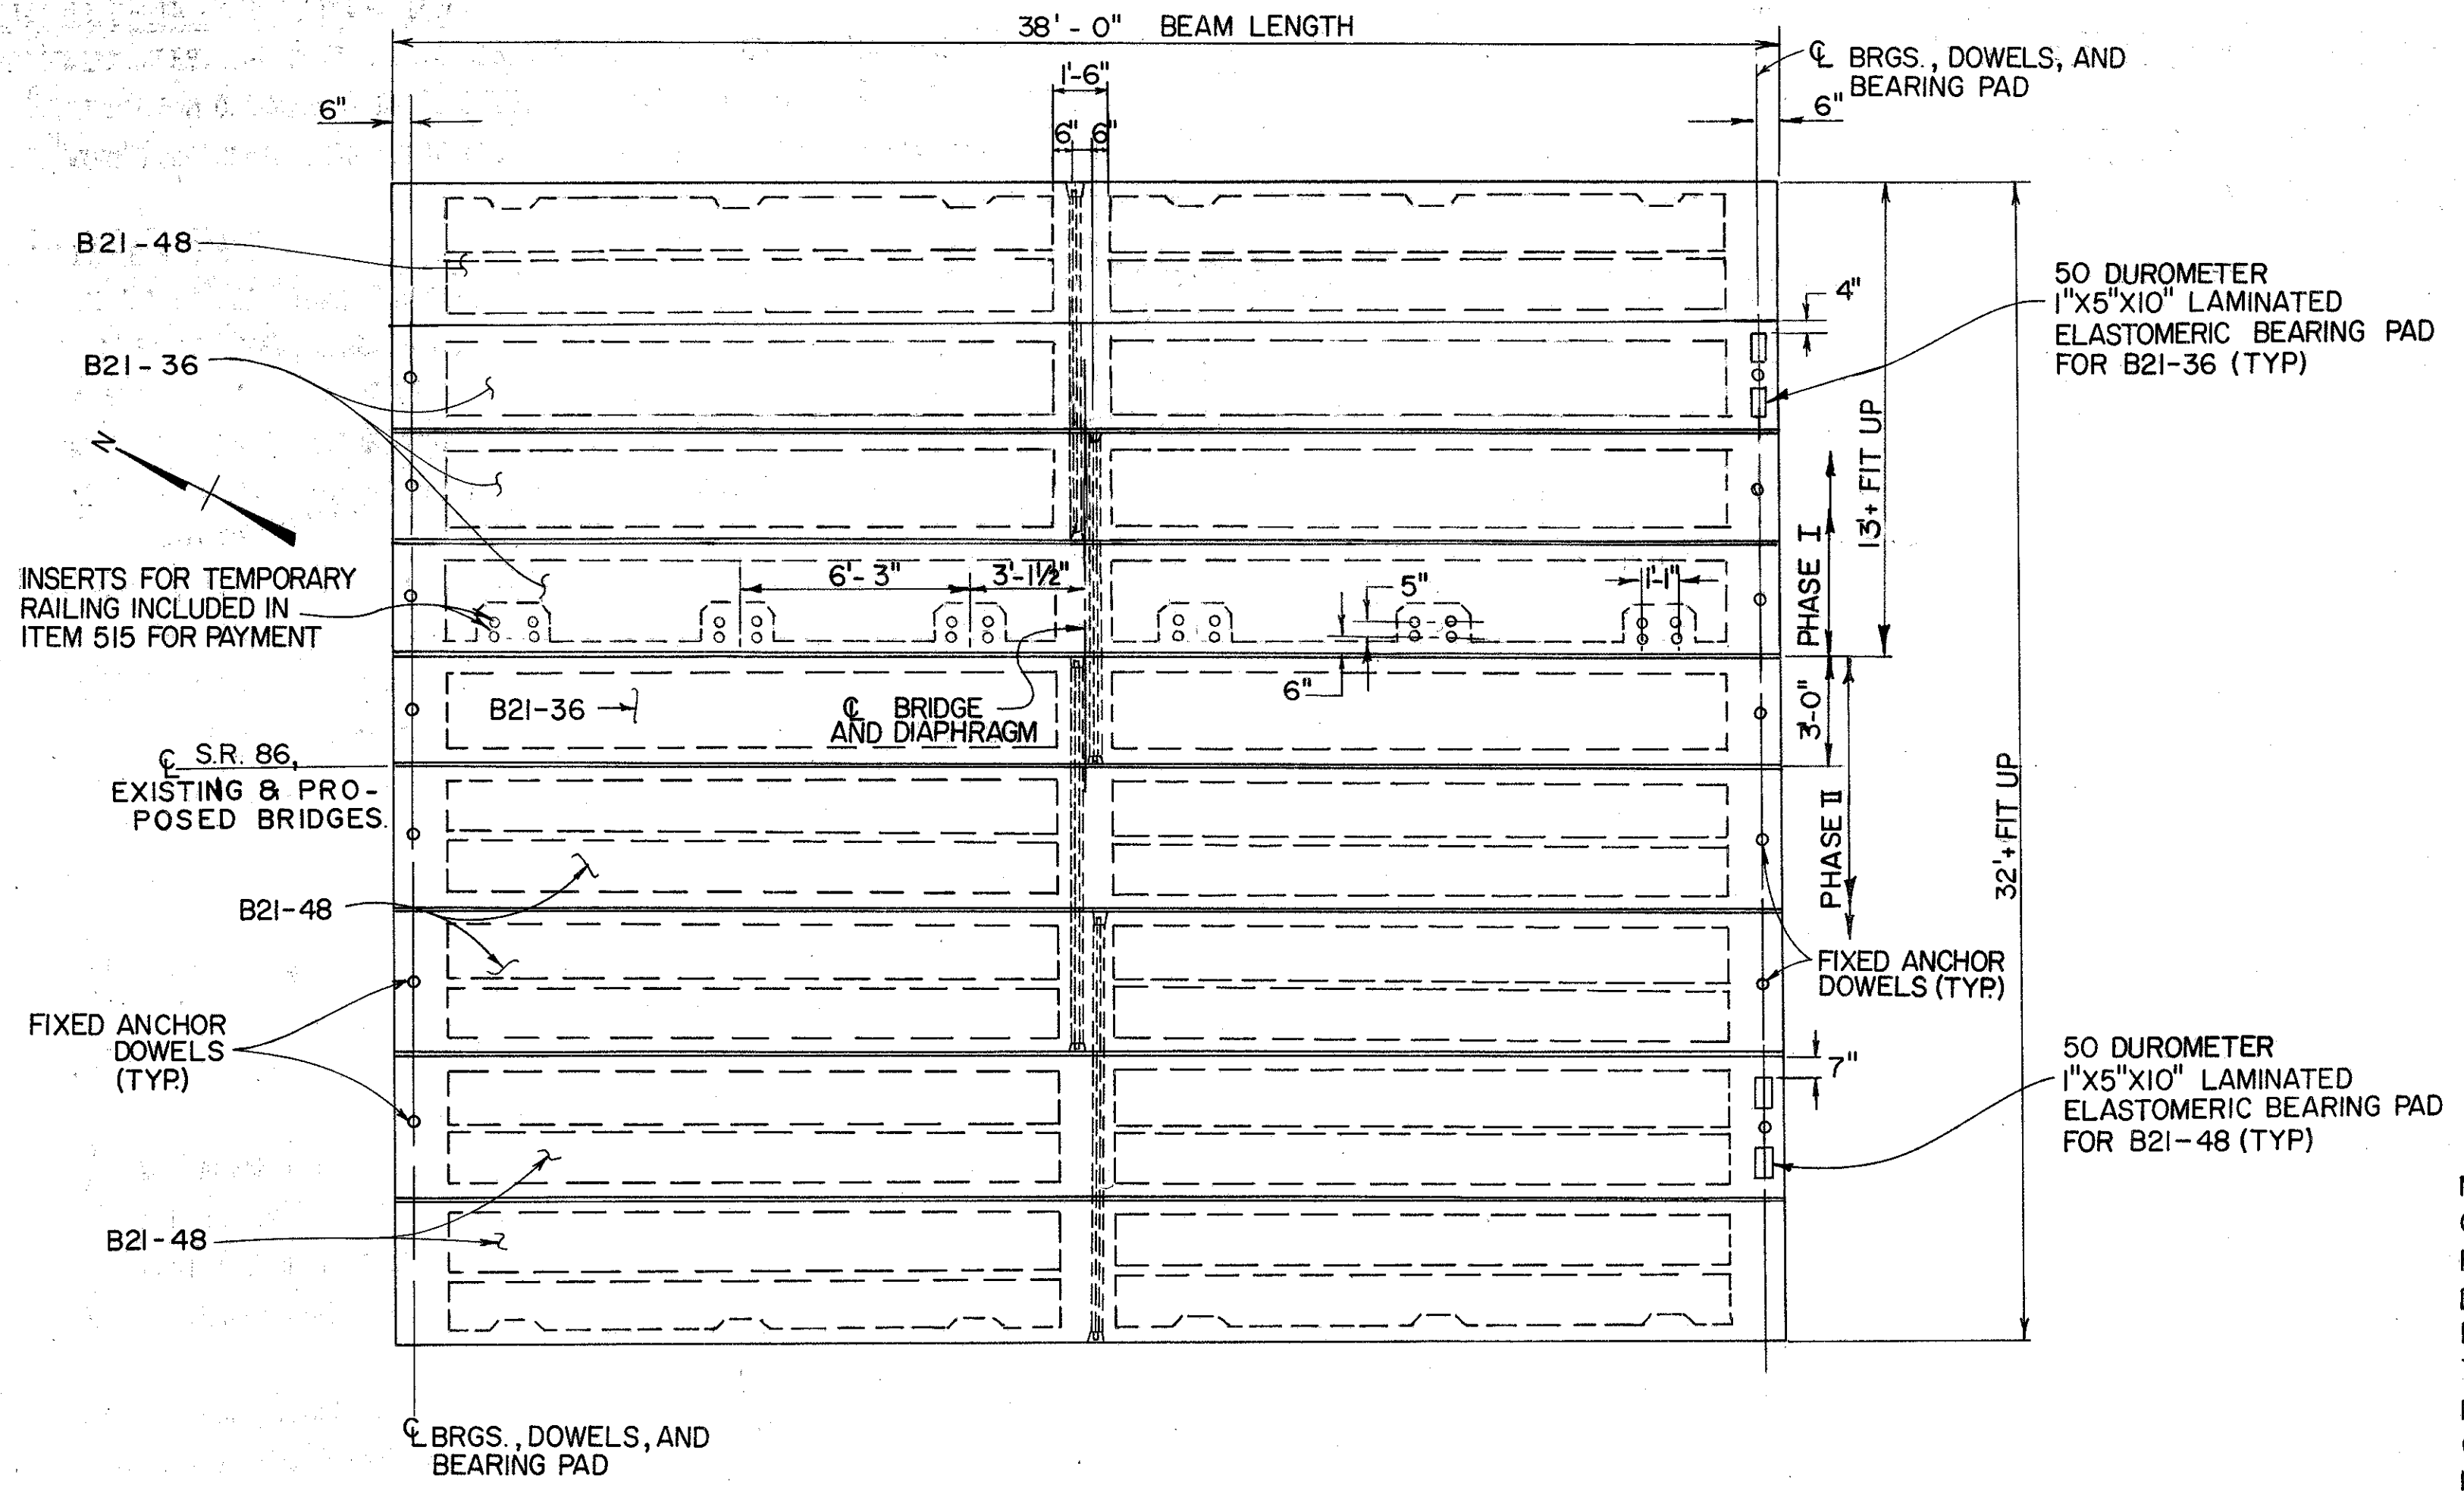 38'-0" BEAM LENGTH
℄ BRGS., DOWELS, AND
BEARING PAD
1'-6"
6"
6"
6" 6"
B21-48
50 DUROMETER
1"X5"X10" LAMINATED
ELASTOMERIC BEARING PAD
FOR B21-36 (TYP)
4"
B21-36
N
13'+ FIT UP
PHASE I
INSERTS FOR TEMPORARY
RAILING INCLUDED IN
ITEM 515 FOR PAYMENT
6'-3"
3'-1½"
5"
1'-1"
6"
B21-36
℄ BRIDGE
AND DIAPHRAGM
3'-0"
℄ S.R. 86,
EXISTING & PRO-
POSED BRIDGES.
PHASE II
32'+FIT UP
B21-48
FIXED ANCHOR
DOWELS (TYP.)
FIXED ANCHOR
DOWELS
(TYP.)
7"
50 DUROMETER
1"X5"X10" LAMINATED
ELASTOMERIC BEARING PAD
FOR B21-48 (TYP)
B21-48
℄ BRGS., DOWELS, AND
BEARING PAD